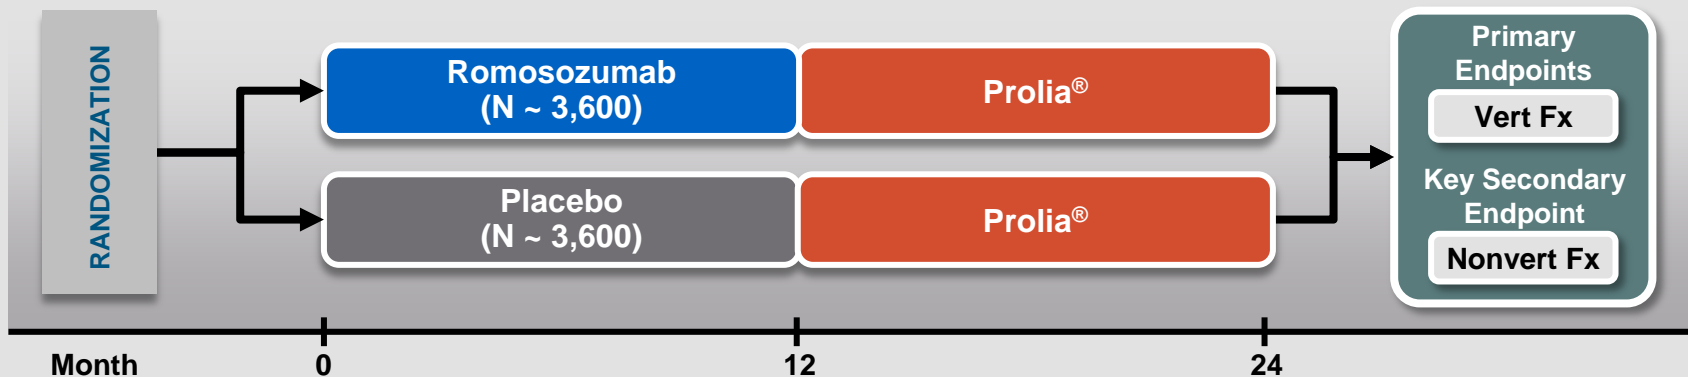 RANDOMIZATION
Romosozumab
(N ~ 3,600)
Prolia®
Placebo
(N ~ 3,600)
Prolia®
Primary
Endpoints
Vert Fx
Key Secondary
Endpoint
Nonvert Fx
Month 0 12 24